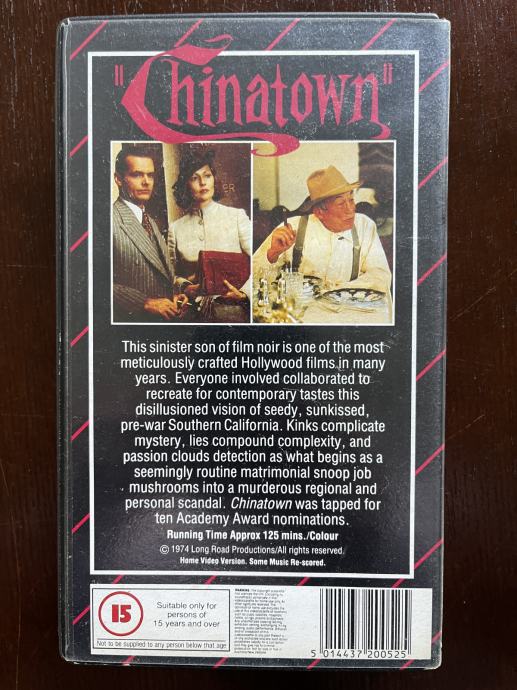 "Chinatown"
This sinister son of film noir is one of the most
meticulously crafted Hollywood films in many
years. Everyone involved collaborated to
recreate for contemporary tastes this
disillusioned vision of seedy, sunkissed,
pre-war Southern California. Kinks complicate
mystery, lies compound complexity, and
passion clouds detection as what begins as a
seemingly routine matrimonial snoop job
mushrooms into a murderous regional and
personal scandal. Chinatown was tapped for
ten Academy Award nominations.
Running Time Approx 125 mins./Colour
© 1974 Long Road Productions/All rights reserved.
Home Video Version. Some Music Re-scored.
15
Suitable only for
persons of
15 years and over
Not to be supplied to any person below that age
WARNING
5 014437 200525